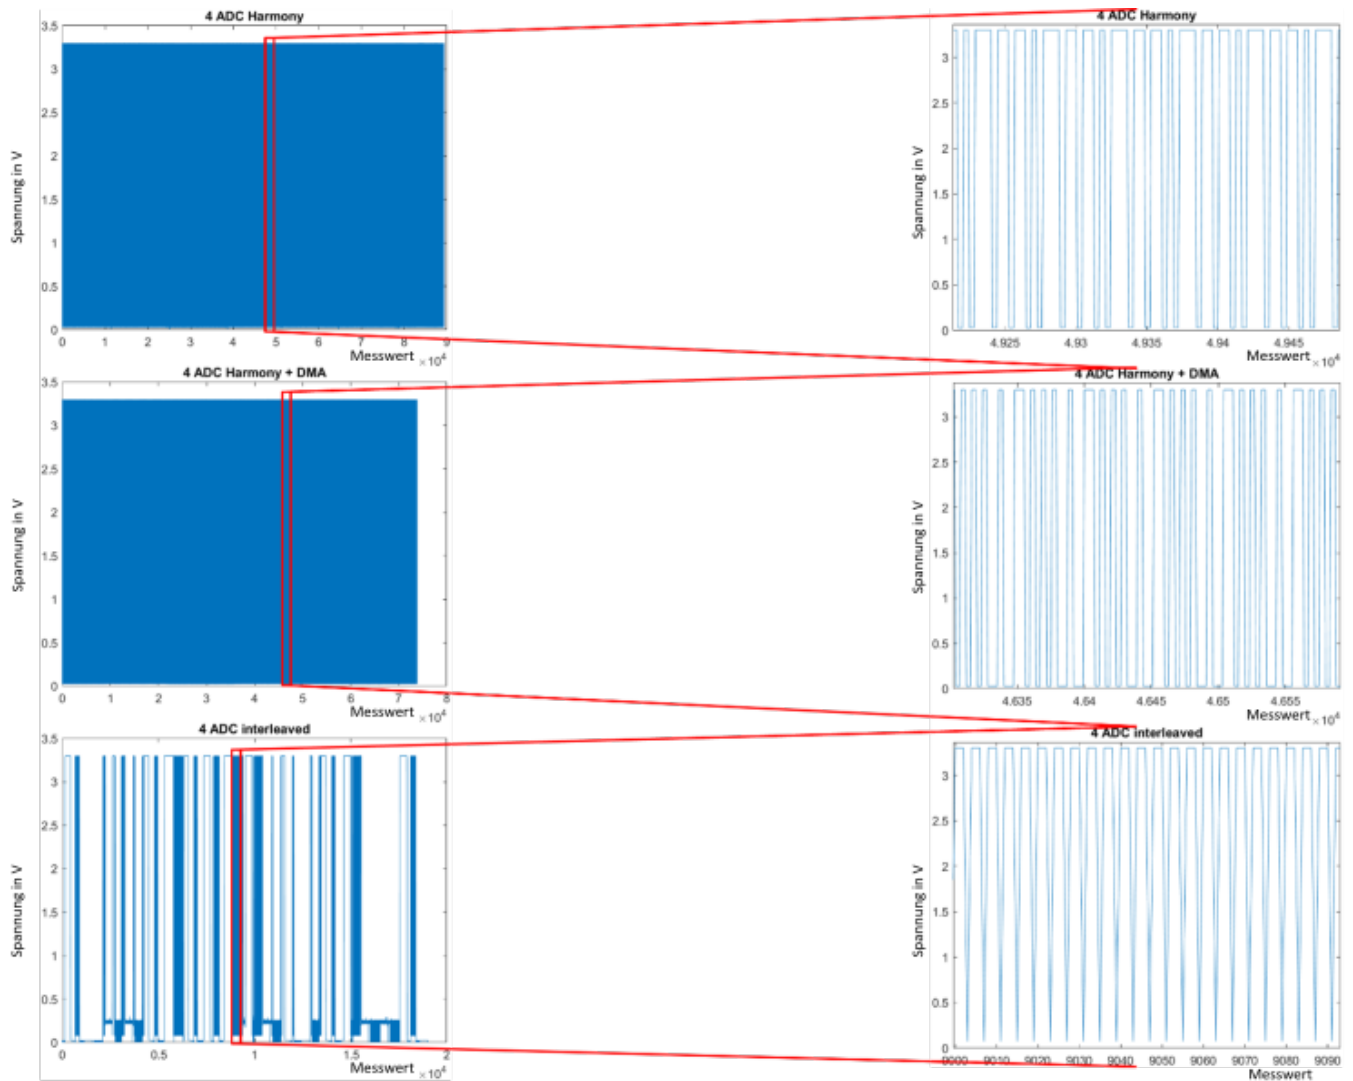 4 ADC Harmony
3.5
3
2.5
2
1.5
1
0.5
0
Spannung in V
0 1 2 3 4 5 6 7 8 9
Messwert ×10⁴
4 ADC Harmony
3
2.5
2
1.5
1
0.5
0
Spannung in V
4.925 4.93 4.935 4.94 4.945
Messwert ×10⁴
4 ADC Harmony + DMA
3.5
3
2.5
2
1.5
1
0.5
0
Spannung in V
0 1 2 3 4 5 6 7 8
Messwert ×10⁴
4 ADC Harmony + DMA
3
2.5
2
1.5
1
0.5
0
Spannung in V
4.635 4.64 4.645 4.65 4.655
Messwert ×10⁴
4 ADC interleaved
3.5
3
2.5
2
1.5
1
0.5
0
Spannung in V
0 0.5 1 1.5 2
Messwert ×10⁴
4 ADC interleaved
3
2.5
2
1.5
1
0.5
0
Spannung in V
9000 9010 9020 9030 9040 9050 9060 9070 9080 9090
Messwert